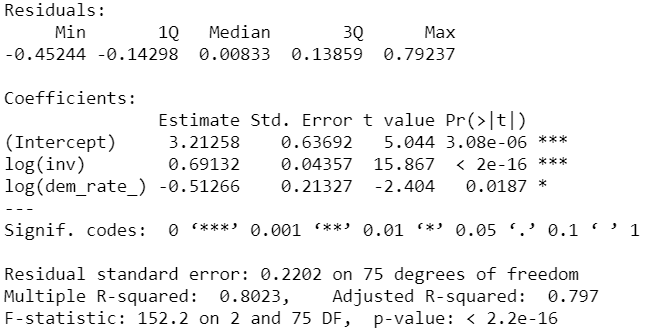 Residuals:
     Min       1Q   Median       3Q      Max
-0.45244 -0.14298  0.00833  0.13859  0.79237
Coefficients:
               Estimate Std. Error t value Pr(>|t|)
(Intercept)     3.21258    0.63692   5.044 3.08e-06 ***
log(inv)        0.69132    0.04357  15.867  < 2e-16 ***
log(dem_rate_) -0.51266    0.21327  -2.404   0.0187 *
---
Signif. codes:  0 ‘***’ 0.001 ‘**’ 0.01 ‘*’ 0.05 ‘.’ 0.1 ‘ ’ 1
Residual standard error: 0.2202 on 75 degrees of freedom
Multiple R-squared:  0.8023,    Adjusted R-squared:  0.797
F-statistic: 152.2 on 2 and 75 DF,  p-value: < 2.2e-16